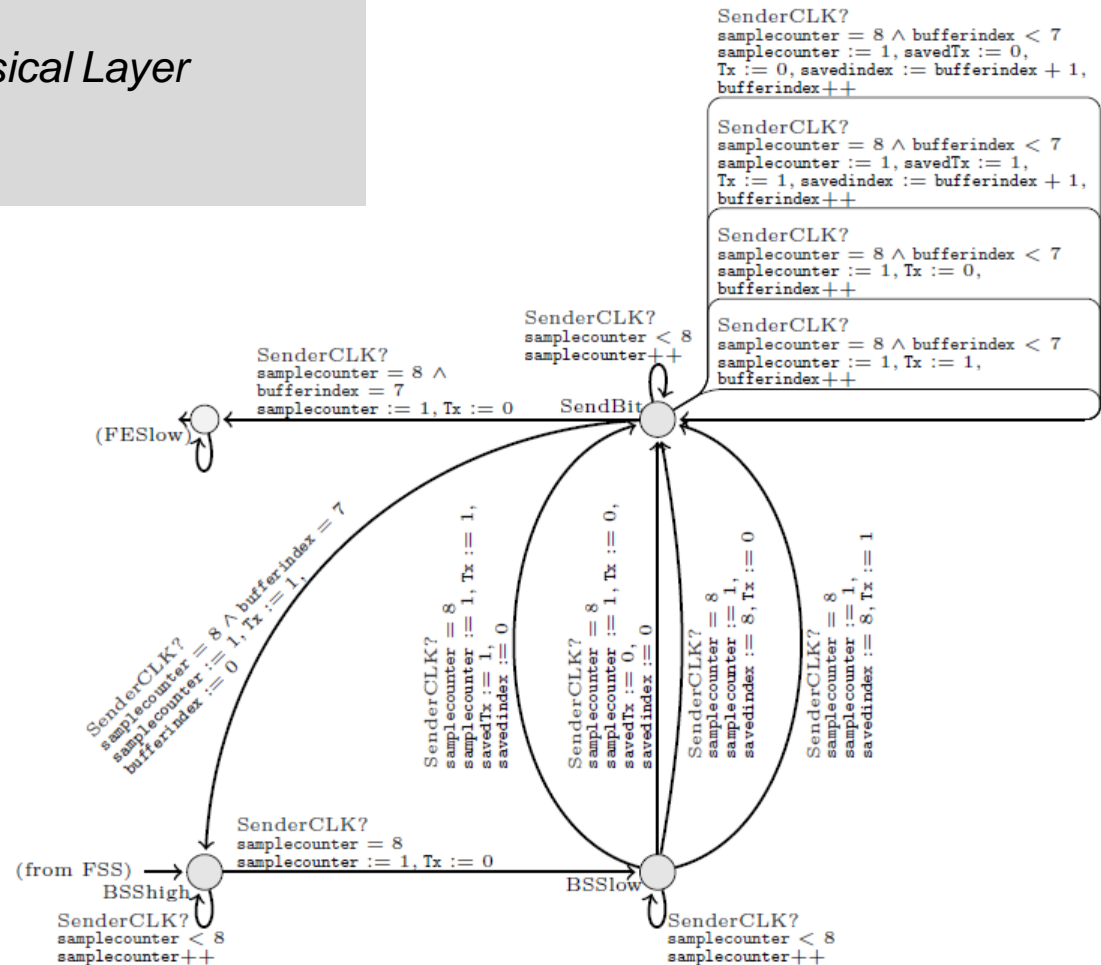 sical Layer
SenderCLK?
samplecounter = 8 ∧ bufferindex < 7
samplecounter := 1, savedTx := 0,
Tx := 0, savedindex := bufferindex + 1,
bufferindex++
SenderCLK?
samplecounter = 8 ∧ bufferindex < 7
samplecounter := 1, savedTx := 1,
Tx := 1, savedindex := bufferindex + 1,
bufferindex++
SenderCLK?
samplecounter = 8 ∧ bufferindex < 7
samplecounter := 1, Tx := 0,
bufferindex++
SenderCLK?
samplecounter = 8 ∧ bufferindex < 7
samplecounter := 1, Tx := 1,
bufferindex++
SenderCLK?
samplecounter < 8
samplecounter++
SenderCLK?
samplecounter = 8 ∧
bufferindex = 7
samplecounter := 1, Tx := 0
SendBit
(FESlow)
SenderCLK?
samplecounter = 8 ∧ bufferindex = 7
samplecounter := 1, Tx := 1,
bufferindex := 0
SenderCLK?
samplecounter = 8
samplecounter := 1, Tx := 1,
savedTx := 1,
savedindex := 0
SenderCLK?
samplecounter = 8
samplecounter := 1, Tx := 0,
savedTx := 0,
savedindex := 0
SenderCLK?
samplecounter = 8
samplecounter := 1,
savedindex := 8, Tx := 0
SenderCLK?
samplecounter = 8
samplecounter := 1,
savedindex := 8, Tx := 1
SenderCLK?
samplecounter = 8
samplecounter := 1, Tx := 0
(from FSS)
BSShigh
BSSlow
SenderCLK?
samplecounter < 8
samplecounter++
SenderCLK?
samplecounter < 8
samplecounter++